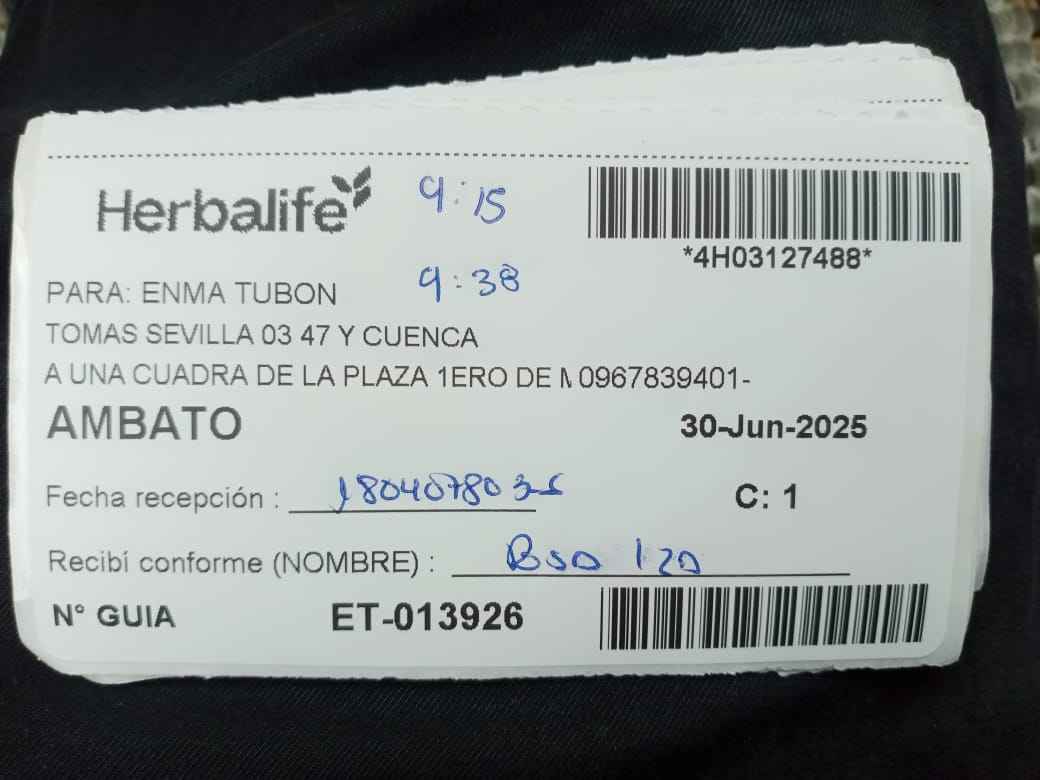 Herbalife 9:15
*4H03127488*
PARA: ENMA TUBON 9:38
TOMAS SEVILLA 03 47 Y CUENCA
A UNA CUADRA DE LA PLAZA 1ERO DE M 0967839401-
AMBATO 30-Jun-2025
Fecha recepción : C: 1
Recibí conforme (NOMBRE) : 120
N° GUIA ET-013926